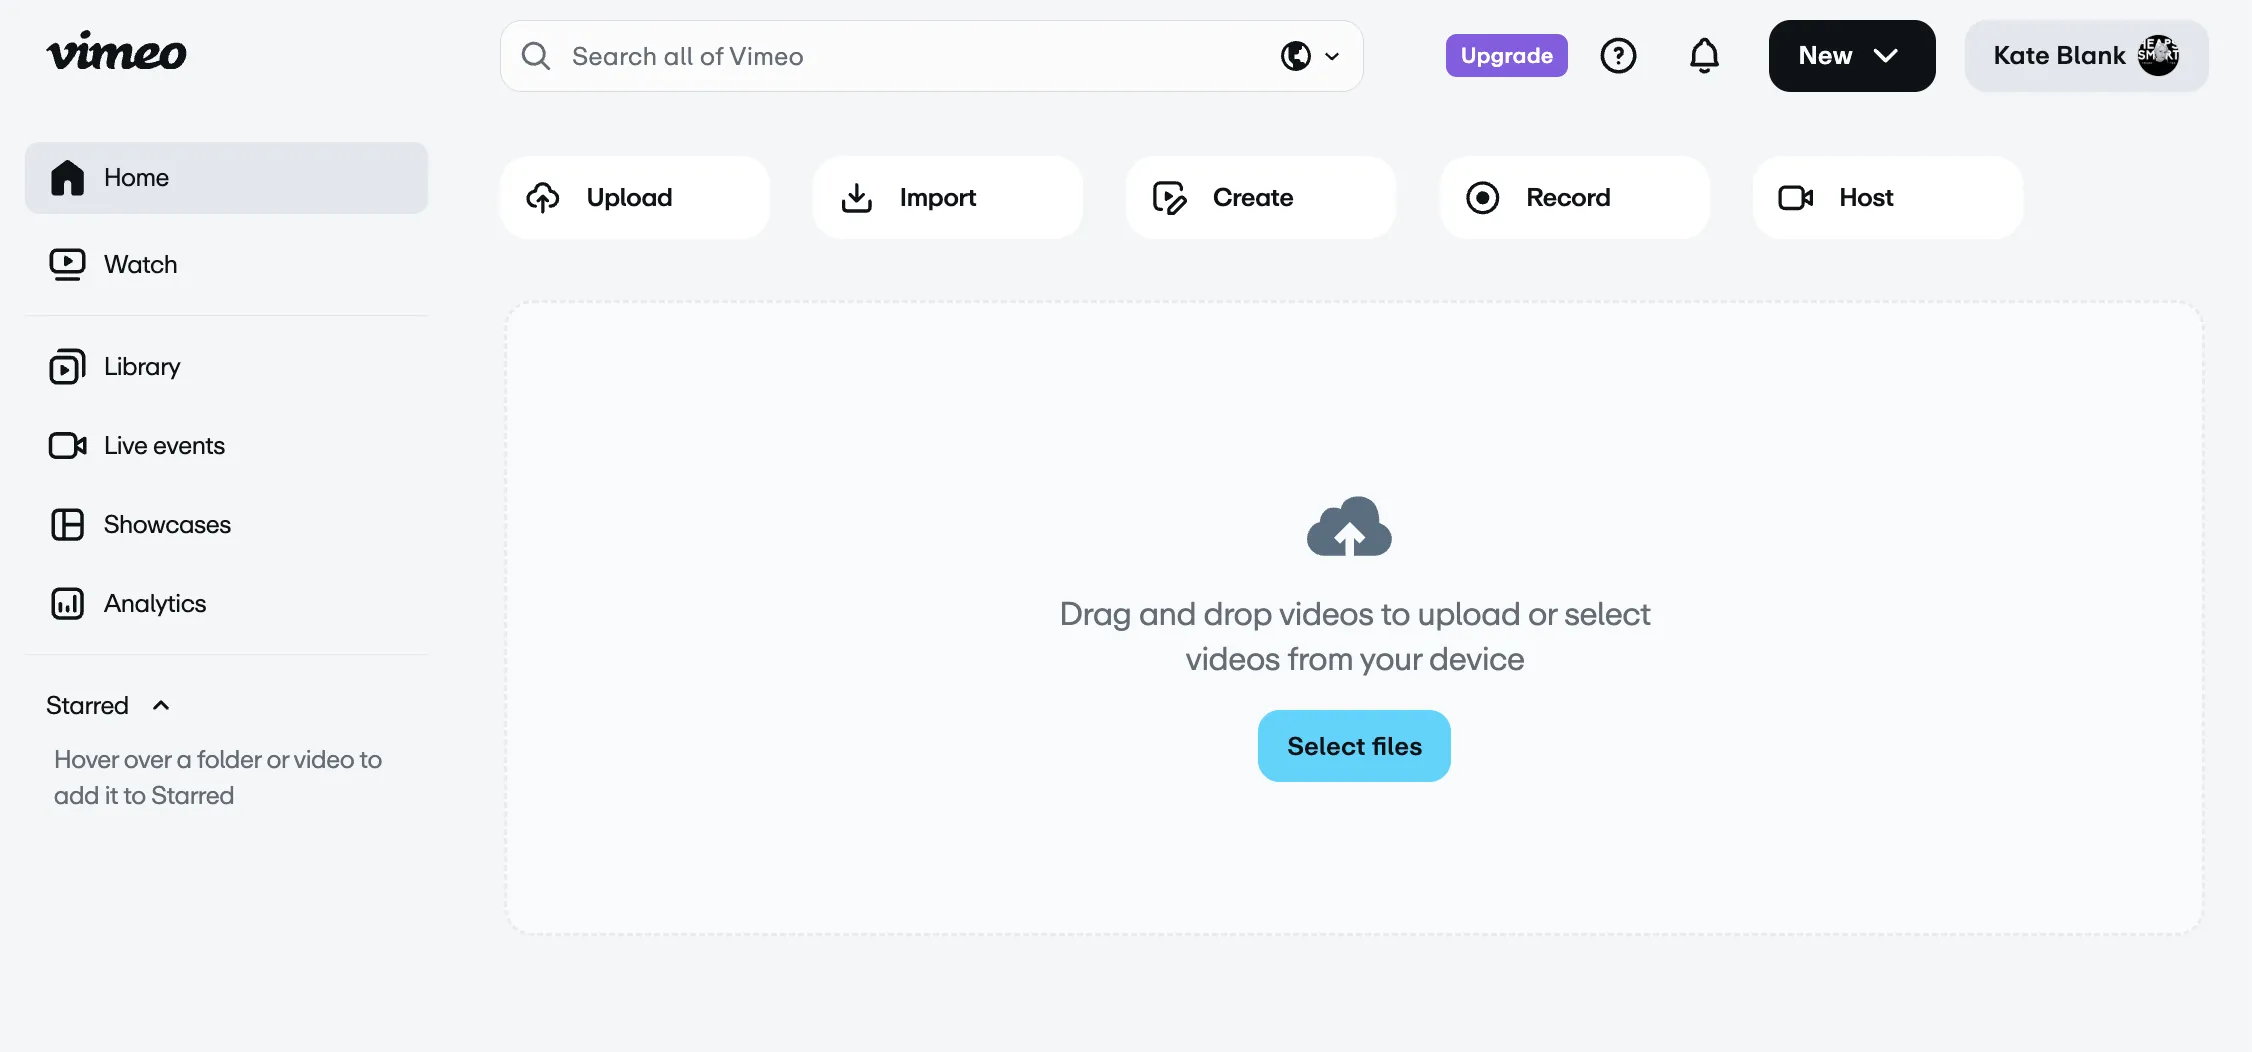 vimeo
Search all of Vimeo
Upgrade
New
Kate Blank
Home
Watch
Library
Live events
Showcases
Analytics
Starred
Hover over a folder or video to
add it to Starred
Upload
Import
Create
Record
Host
Drag and drop videos to upload or select
videos from your device
Select files